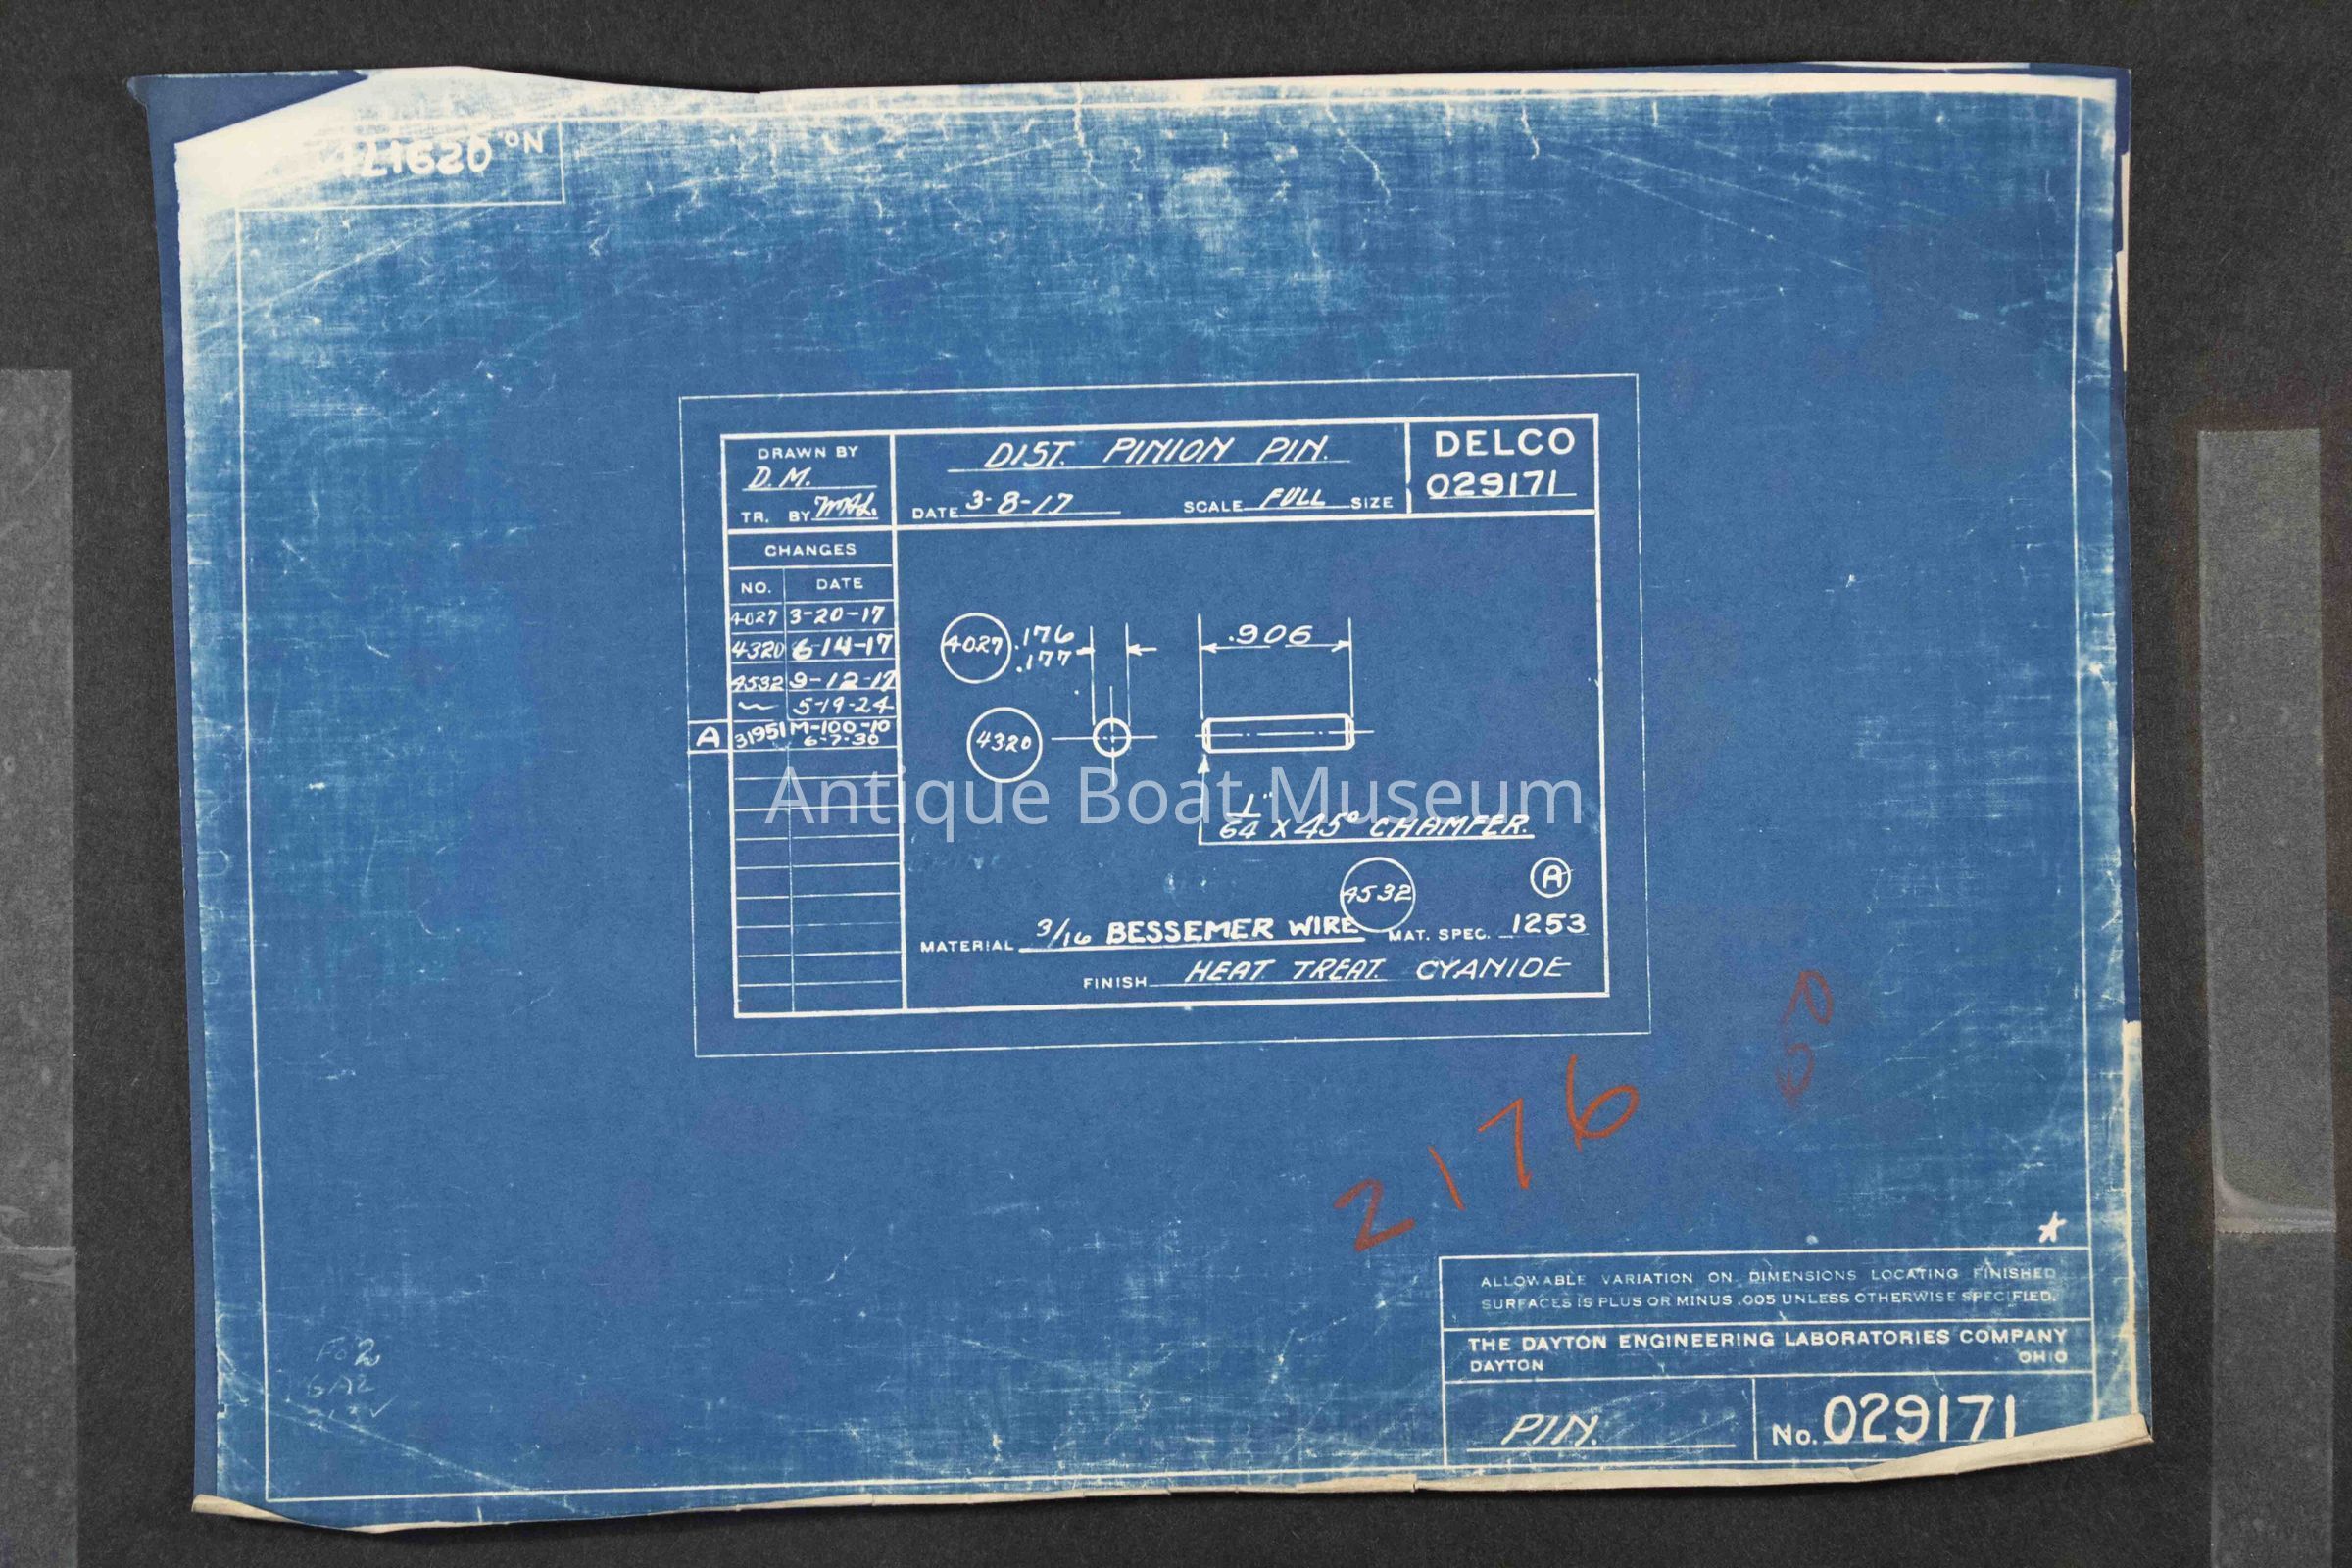 No. 029171
DRAWN BY
D. M.
TR. BY
DIST. PINION PIN.
DATE 3-8-17
SCALE FULL SIZE
DELCO
029171
CHANGES
NO. DATE
4027 3-20-17
4320 6-14-17
4532 9-12-17
~ 5-19-24
A 31951 M-100-10
6-7-30
4027 .176
.177
.906
4320
Antique Boat Museum
1/64" X 45° CHAMFER.
4532
A
MATERIAL 3/16 BESSEMER WIRE MAT. SPEC. 1253
FINISH HEAT TREAT. CYANIDE
2176
ALLOWABLE VARIATION ON DIMENSIONS LOCATING FINISHED
SURFACES IS PLUS OR MINUS .005 UNLESS OTHERWISE SPECIFIED.
THE DAYTON ENGINEERING LABORATORIES COMPANY
DAYTON OHIO
PIN.
No. 029171